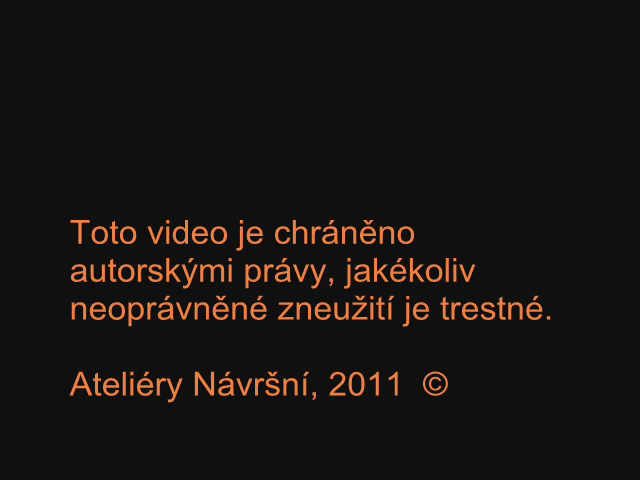 Toto video je chráněno
autorskými právy, jakékoliv
neoprávněné zneužití je trestné.
Ateliéry Návršní, 2011 ©